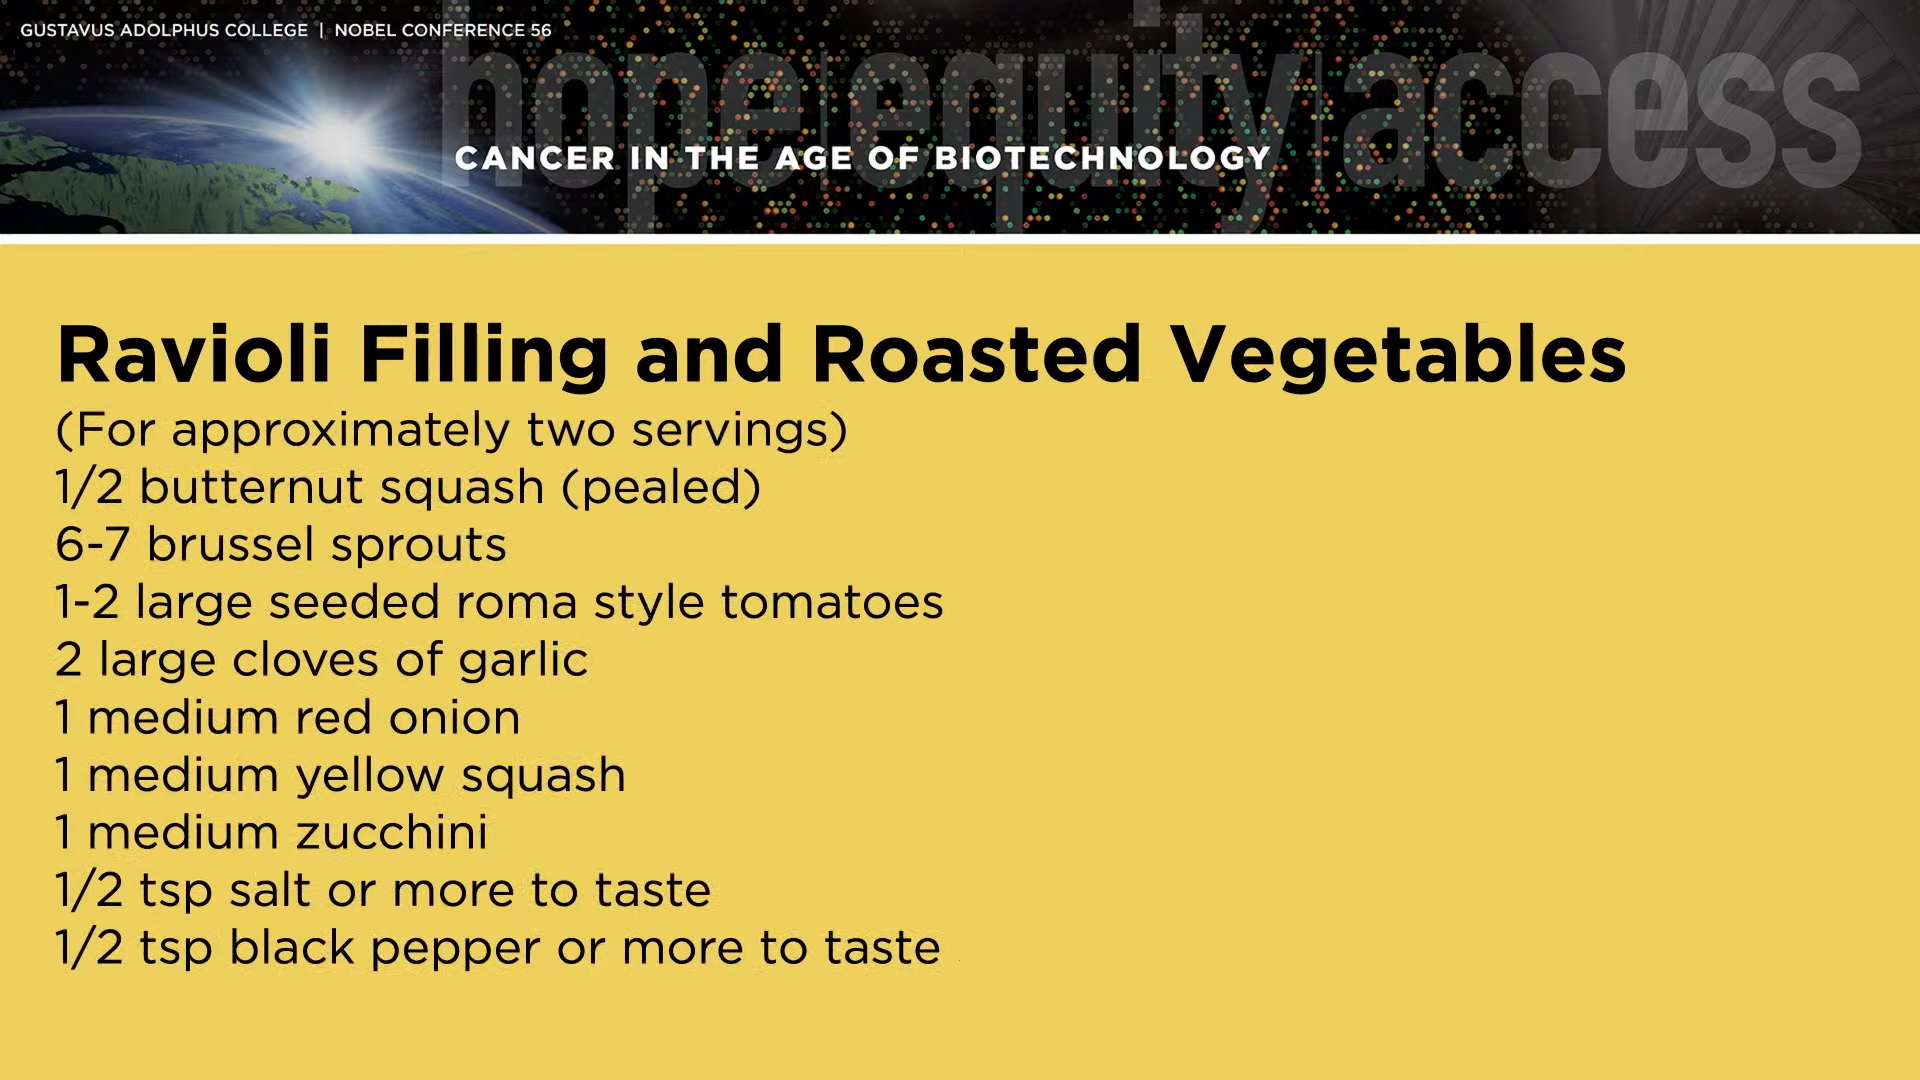 GUSTAVUS ADOLPHUS COLLEGE | NOBEL CONFERENCE 56
hope|equity|access
CANCER IN THE AGE OF BIOTECHNOLOGY
Ravioli Filling and Roasted Vegetables
(For approximately two servings)
1/2 butternut squash (pealed)
6-7 brussel sprouts
1-2 large seeded roma style tomatoes
2 large cloves of garlic
1 medium red onion
1 medium yellow squash
1 medium zucchini
1/2 tsp salt or more to taste
1/2 tsp black pepper or more to taste